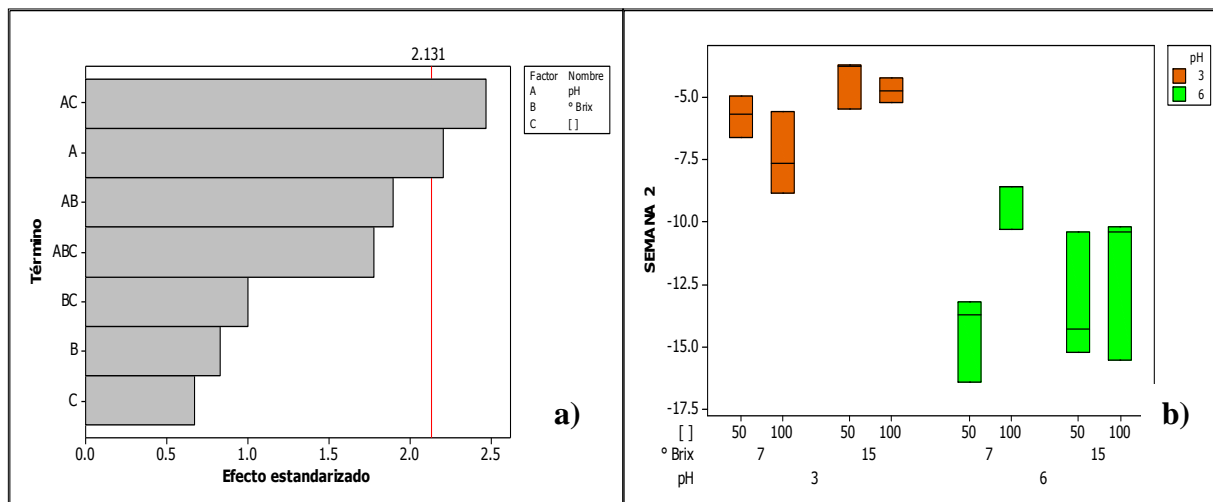 2.131
Factor Nombre
A pH
B º Brix
C [ ]
AC
A
AB
ABC
BC
B
C
Término
0.0 0.5 1.0 1.5 2.0 2.5
Efecto estandarizado
a)
pH
3
6
-5.0
-7.5
-10.0
-12.5
-15.0
-17.5
SEMANA 2
[ ] 50 100 50 100 50 100 50 100
º Brix 7 15 7 15
pH 3 6
b)